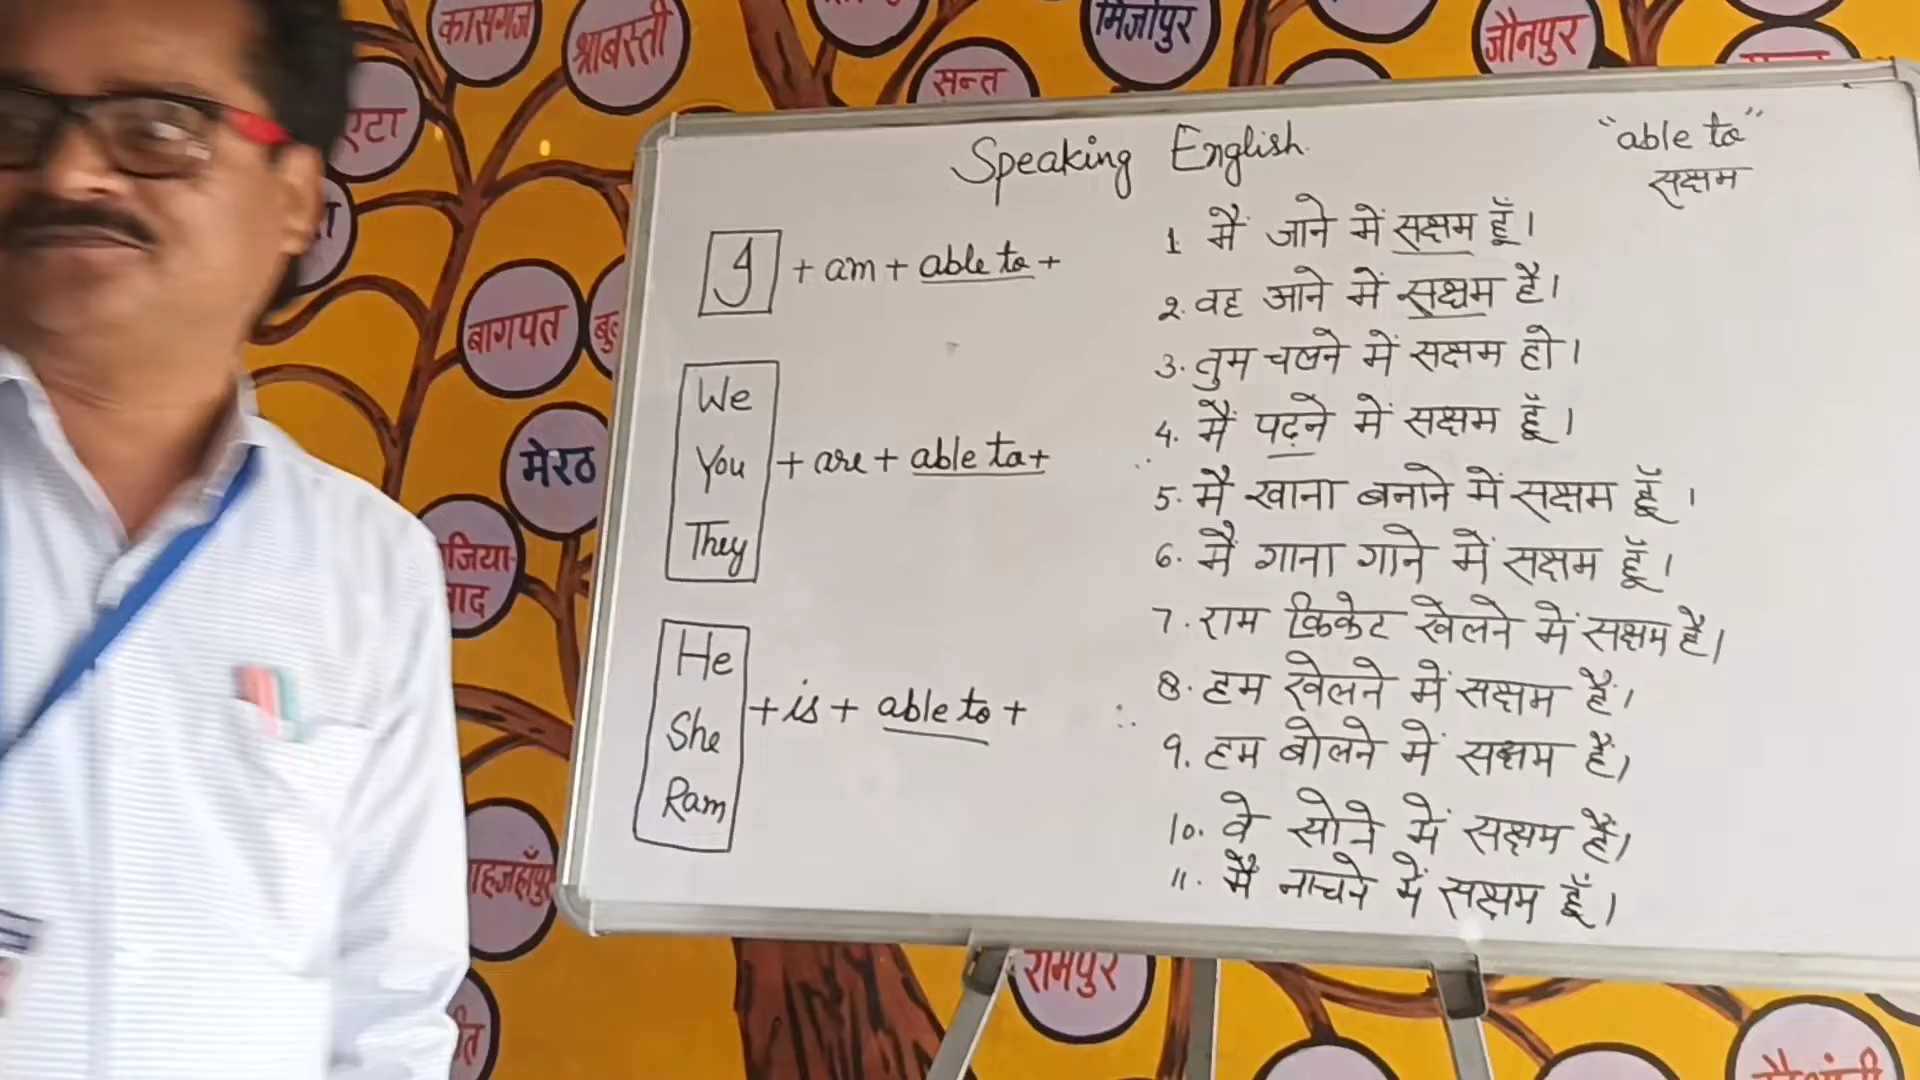 कासगंज
श्राबस्ती
मिर्जापुर
जौनपुर
सन्त
एटा
बागपत
मेरठ
जिया-
बाद
रामपुर
Speaking English.
"able to"
सक्षम
I + am + able to +
We
You + are + able to +
They
He
She + is + able to +
Ram
1. मैं जाने में सक्षम हूँ।
2. वह आने में सक्षम है।
3. तुम चलने में सक्षम हो।
4. मैं पढ़ने में सक्षम हूँ।
5. मैं खाना बनाने में सक्षम हूँ।
6. मैं गाना गाने में सक्षम हूँ।
7. राम क्रिकेट खेलने में सक्षम है।
8. हम खेलने में सक्षम हैं।
9. हम बोलने में सक्षम हैं।
10. वे सोने में सक्षम हैं।
11. मैं नाचने में सक्षम हूँ।